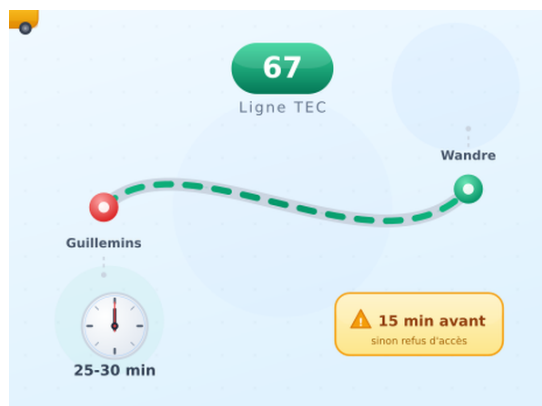 67
Ligne TEC
Wandre
Guillemins
15 min avant
sinon refus d'accès
25-30 min